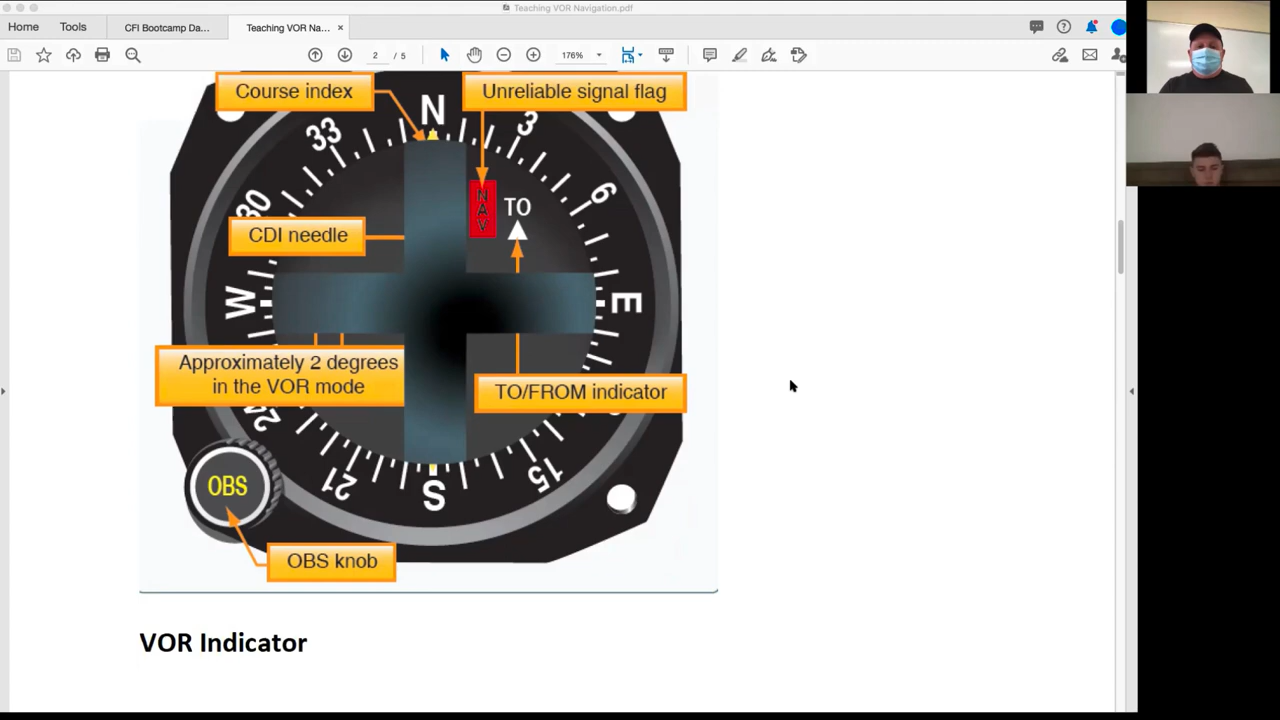 Teaching VOR Navigation.pdf
Home
Tools
CFI Bootcamp Da...
Teaching VOR Na...
×
2 / 5
176%
Course index
Unreliable signal flag
N
33
3
30
6
NAV
TO
CDI needle
W
E
Approximately 2 degrees
in the VOR mode
TO/FROM indicator
24
21
15
S
OBS
OBS knob
VOR Indicator